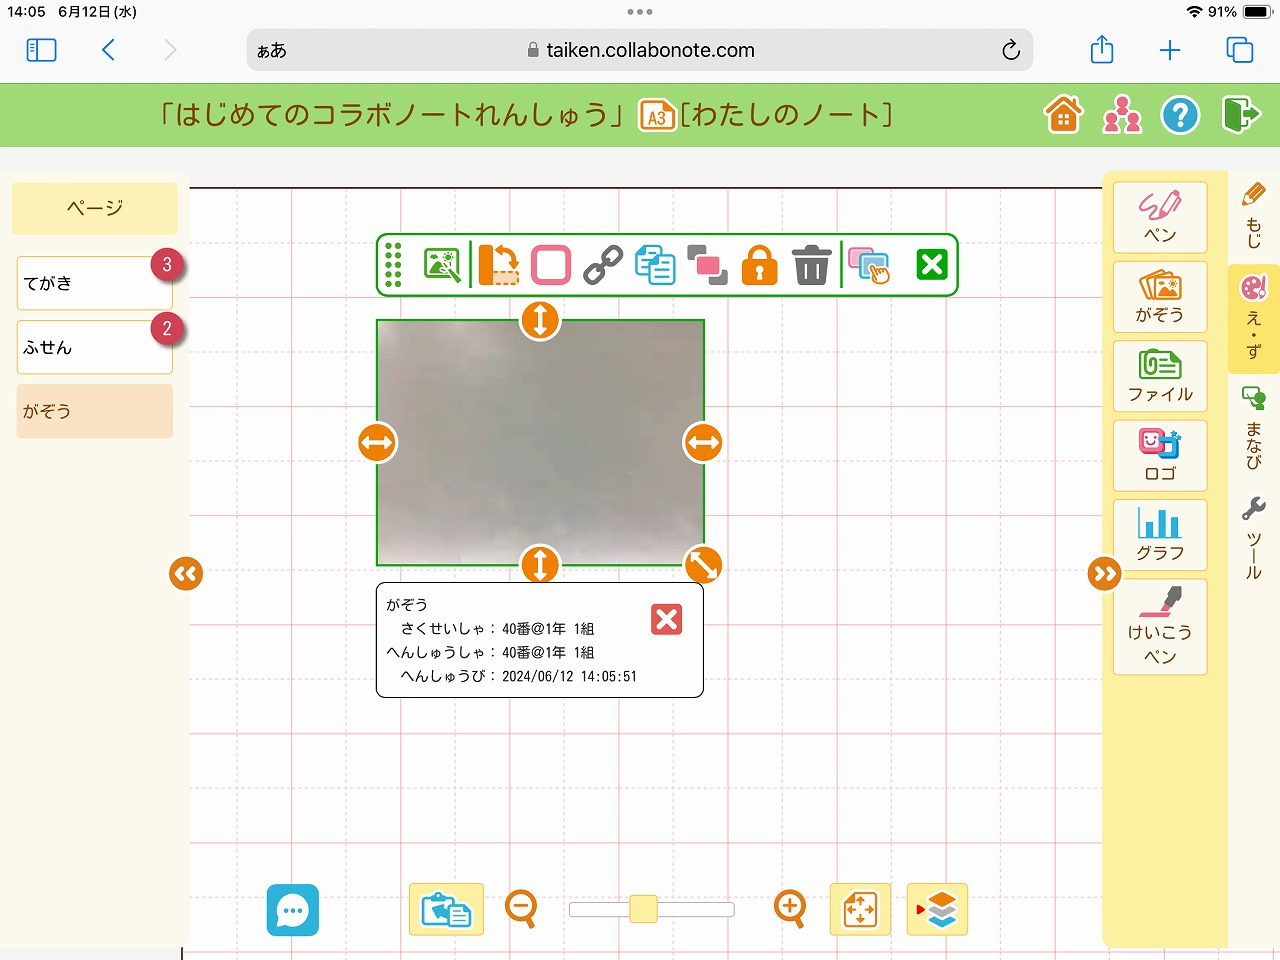 14:05 6月12日(水)
91%
ぁあ
taiken.collabonote.com
「はじめてのコラボノートれんしゅう」 A3 [わたしのノート]
?
ページ
てがき
3
ふせん
2
がぞう
がぞう
さくせいしゃ：40番@1年 1組
へんしゅうしゃ：40番@1年 1組
へんしゅうび：2024/06/12 14:05:51
ペン
がぞう
ファイル
ロゴ
グラフ
けいこう
ペン
もじ
え・ず
まなび
ツール